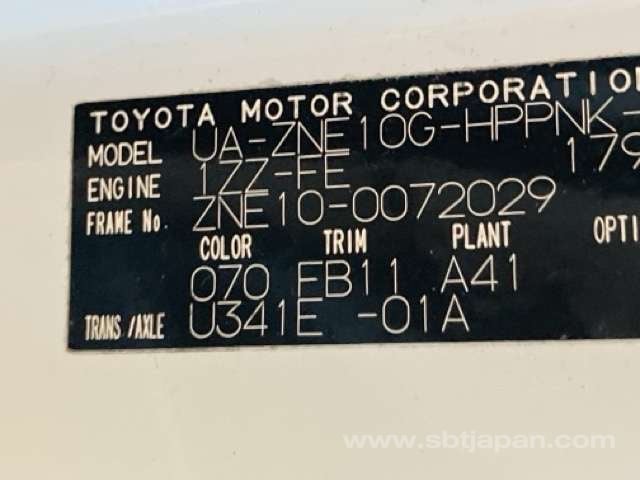 TOYOTA MOTOR CORPORATIO
MODEL UA-ZNE10G-HPPNK-
ENGINE 1ZZ-FE 179
FRAME No. ZNE10-0072029
COLOR TRIM PLANT OPTI
070 FB11 A41
TRANS/AXLE U341E -01A
www.sbtjapan.com